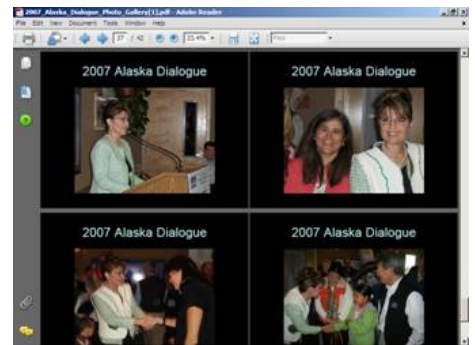 2007_Alaska_Dialogue_Photo_Gallery[1].pdf - Adobe Reader
File Edit View Document Tools Window Help
37 / 42
Find
2007 Alaska Dialogue
2007 Alaska Dialogue
2007 Alaska Dialogue
2007 Alaska Dialogue